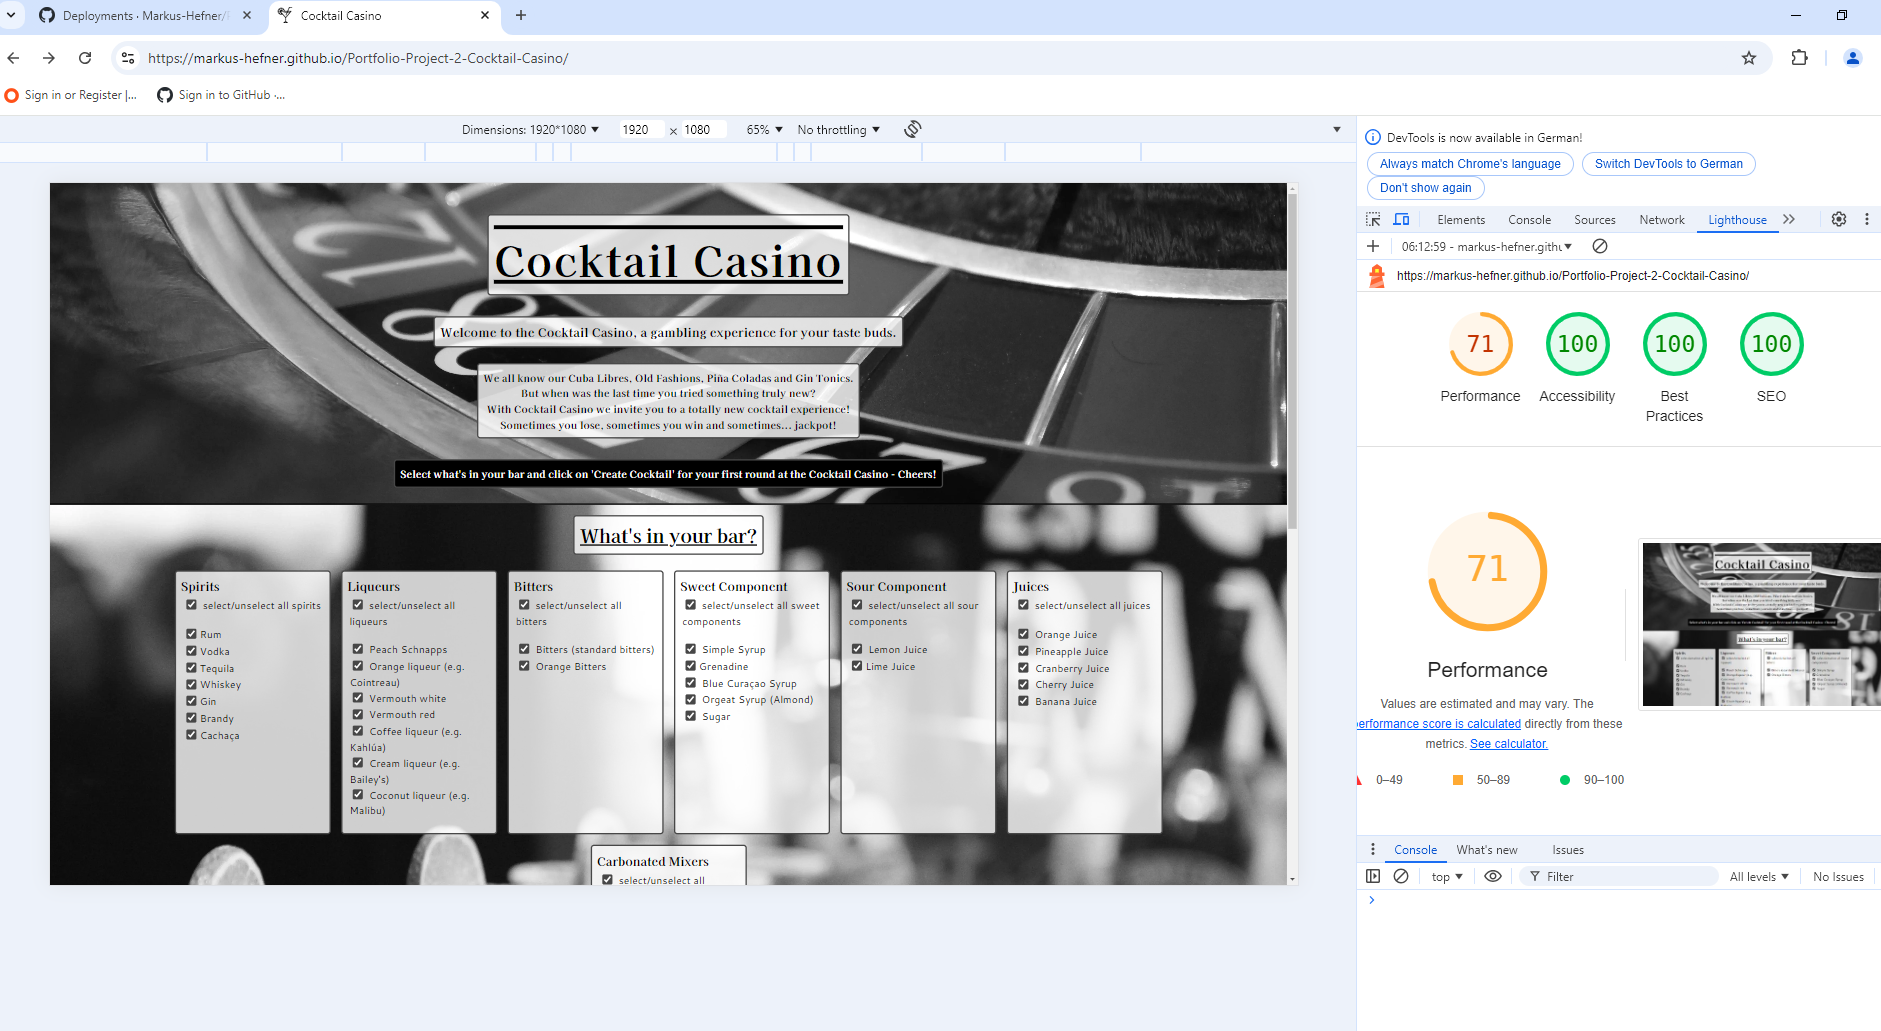 Deployments · Markus-Hefner/
Cocktail Casino
https://markus-hefner.github.io/Portfolio-Project-2-Cocktail-Casino/
Sign in or Register |...
Sign in to GitHub ·...
Dimensions: 1920*1080
1920 x 1080
65%
No throttling
Cocktail Casino
Welcome to the Cocktail Casino, a gambling experience for your taste buds.
We all know our Cuba Libres, Old Fashions, Piña Coladas and Gin Tonics.
But when was the last time you tried something truly new?
With Cocktail Casino we invite you to a totally new cocktail experience!
Sometimes you lose, sometimes you win and sometimes... jackpot!
Select what's in your bar and click on 'Create Cocktail' for your first round at the Cocktail Casino - Cheers!
What's in your bar?
Spirits
select/unselect all spirits
Rum
Vodka
Tequila
Whiskey
Gin
Brandy
Cachaça
Liqueurs
select/unselect all
liqueurs
Peach Schnapps
Orange liqueur (e.g.
Cointreau)
Vermouth white
Vermouth red
Coffee liqueur (e.g.
Kahlúa)
Cream liqueur (e.g.
Bailey's)
Coconut liqueur (e.g.
Malibu)
Bitters
select/unselect all
bitters
Bitters (standard bitters)
Orange Bitters
Sweet Component
select/unselect all sweet
components
Simple Syrup
Grenadine
Blue Curaçao Syrup
Orgeat Syrup (Almond)
Sugar
Sour Component
select/unselect all sour
components
Lemon Juice
Lime Juice
Juices
select/unselect all juices
Orange Juice
Pineapple Juice
Cranberry Juice
Cherry Juice
Banana Juice
Carbonated Mixers
select/unselect all
DevTools is now available in German!
Always match Chrome's language
Switch DevTools to German
Don't show again
Elements
Console
Sources
Network
Lighthouse
06:12:59 - markus-hefner.githu
https://markus-hefner.github.io/Portfolio-Project-2-Cocktail-Casino/
71
100
100
100
Performance
Accessibility
Best
Practices
SEO
71
Performance
Values are estimated and may vary. The
performance score is calculated directly from these
metrics. See calculator.
0–49
50–89
90–100
Cocktail Casino
What's in your bar?
Console
What's new
Issues
top
Filter
All levels
No Issues